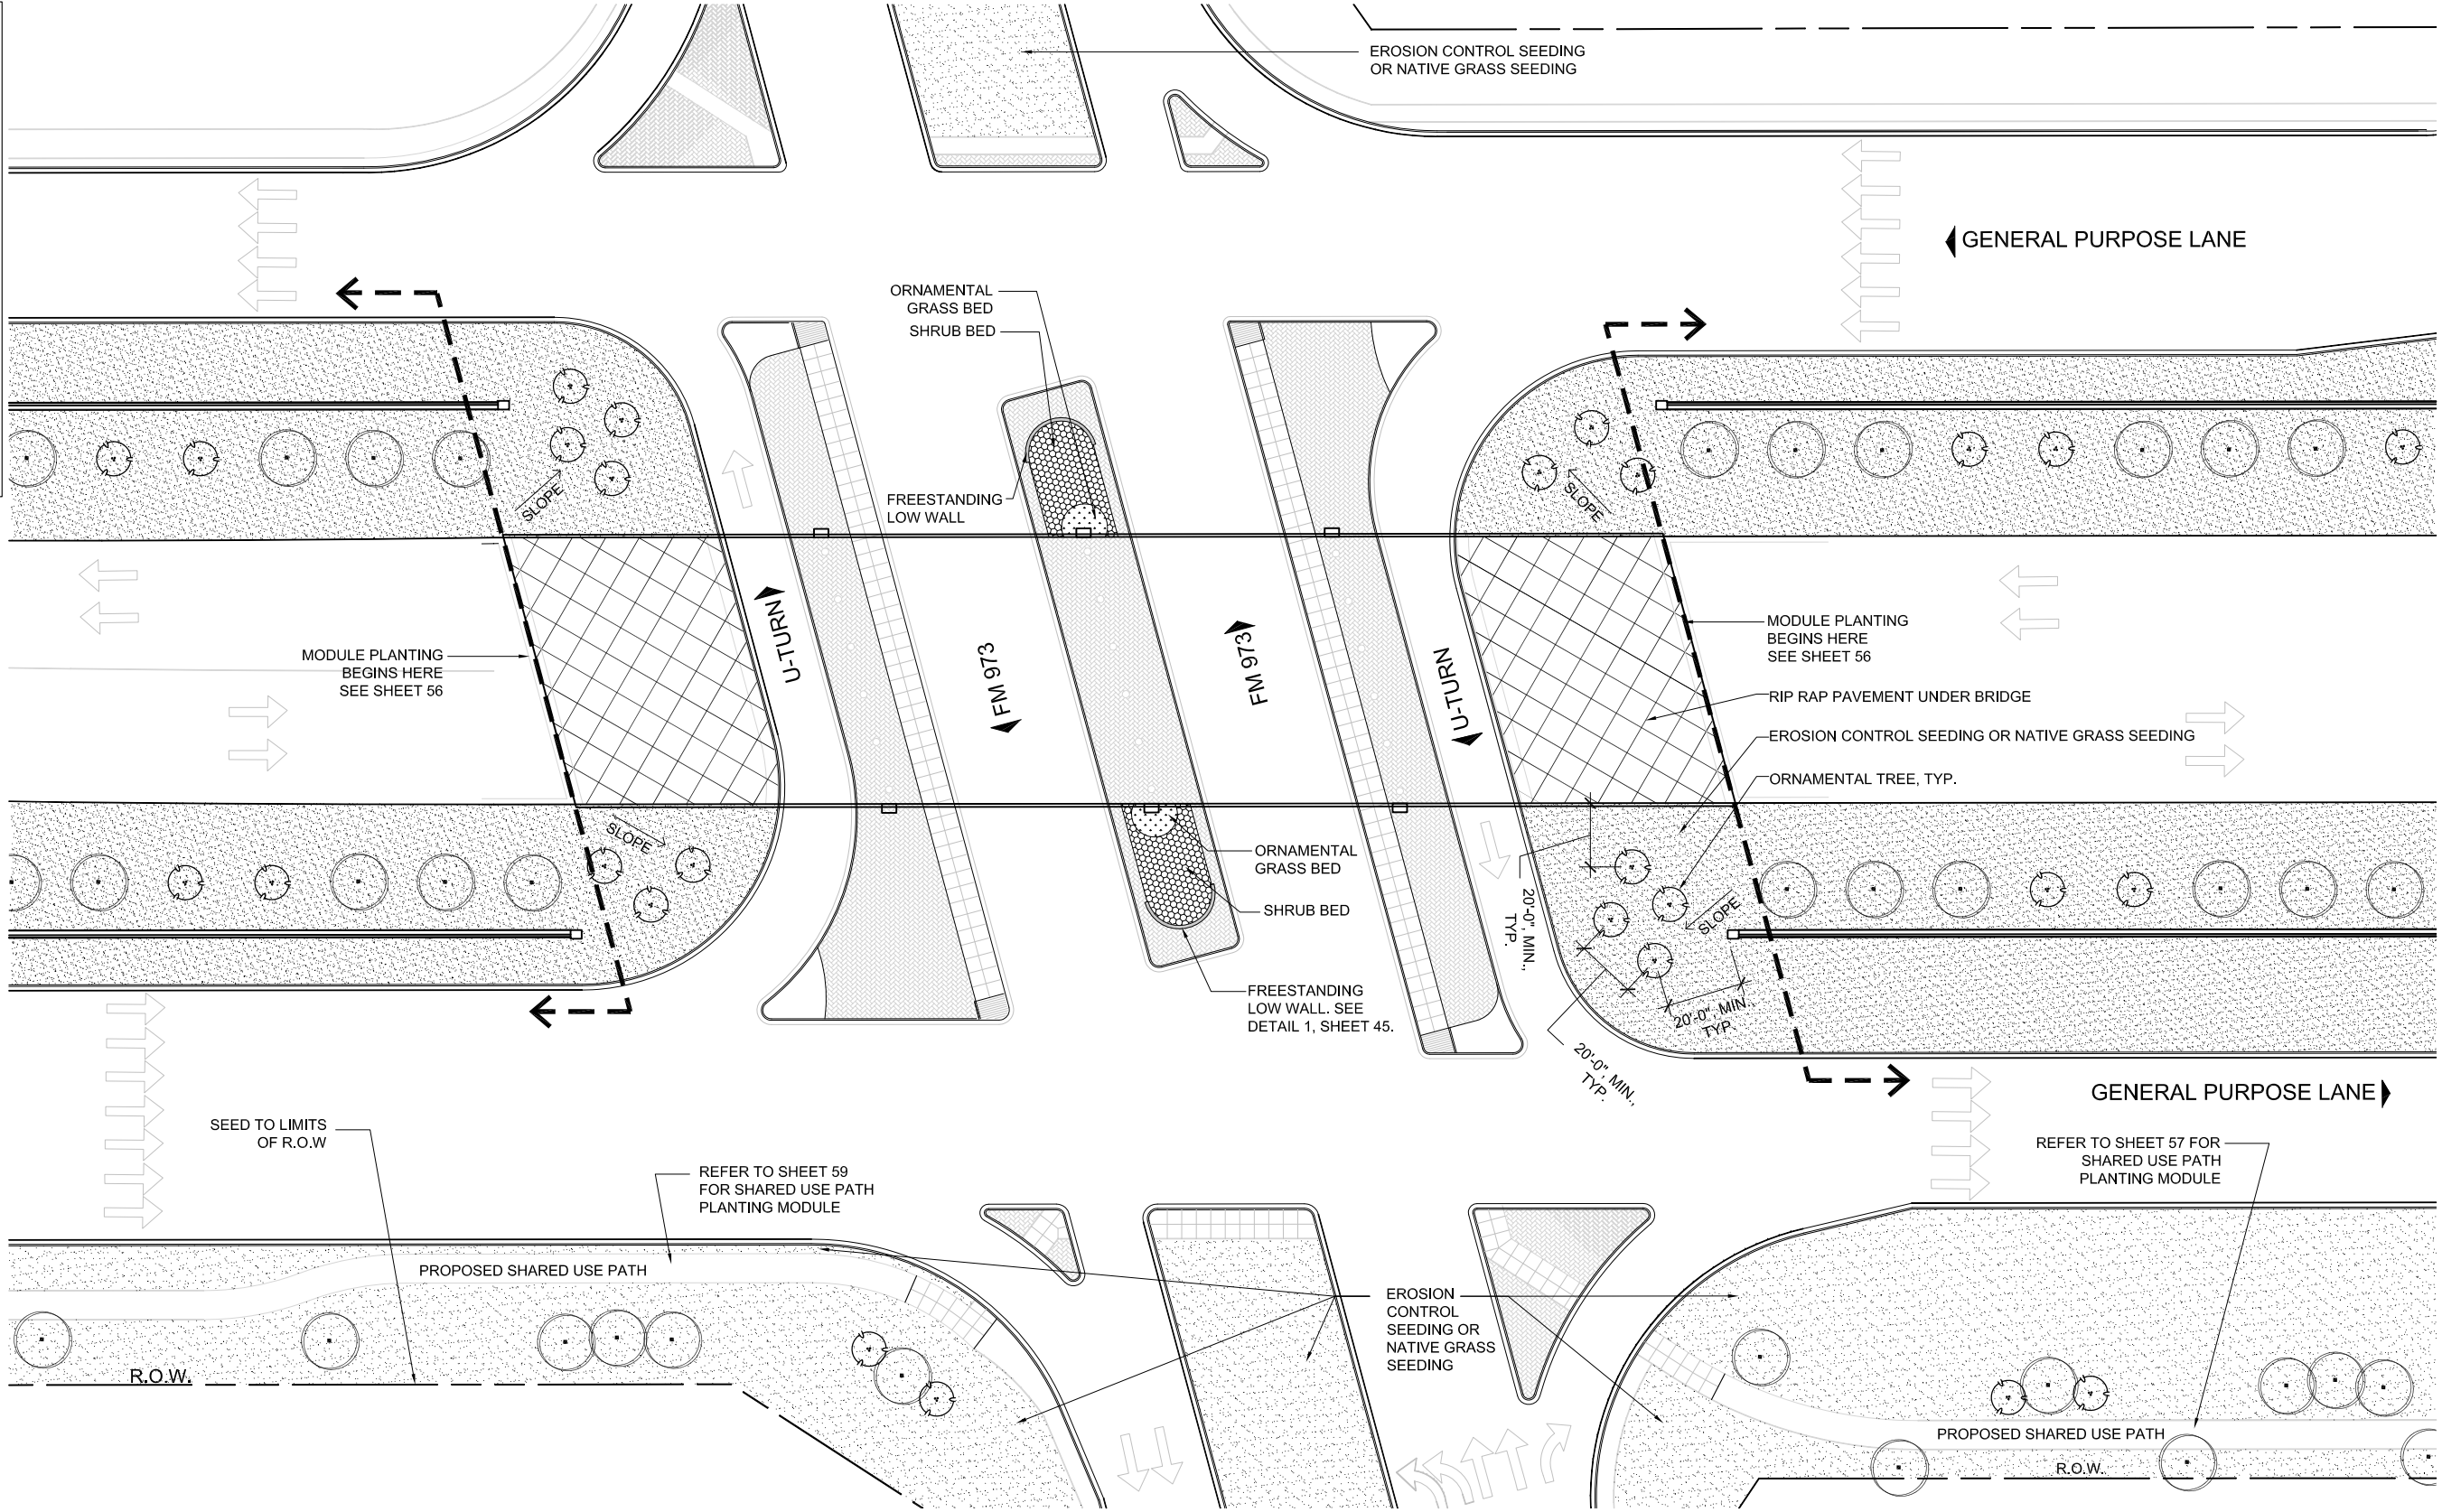 EROSION CONTROL SEEDING
OR NATIVE GRASS SEEDING
GENERAL PURPOSE LANE
ORNAMENTAL
GRASS BED
SHRUB BED
FREESTANDING
LOW WALL
SLOPE
SLOPE
MODULE PLANTING
BEGINS HERE
SEE SHEET 56
U-TURN
FM 973
FM 973
U-TURN
MODULE PLANTING
BEGINS HERE
SEE SHEET 56
RIP RAP PAVEMENT UNDER BRIDGE
EROSION CONTROL SEEDING OR NATIVE GRASS SEEDING
ORNAMENTAL TREE, TYP.
SLOPE
ORNAMENTAL
GRASS BED
SHRUB BED
FREESTANDING
LOW WALL. SEE
DETAIL 1, SHEET 45.
20'-0", MIN.,
TYP.
SLOPE
20'-0", MIN.,
TYP.
20'-0", MIN.,
TYP.
GENERAL PURPOSE LANE
SEED TO LIMITS
OF R.O.W
REFER TO SHEET 59
FOR SHARED USE PATH
PLANTING MODULE
REFER TO SHEET 57 FOR
SHARED USE PATH
PLANTING MODULE
PROPOSED SHARED USE PATH
R.O.W.
EROSION
CONTROL
SEEDING OR
NATIVE GRASS
SEEDING
PROPOSED SHARED USE PATH
R.O.W.